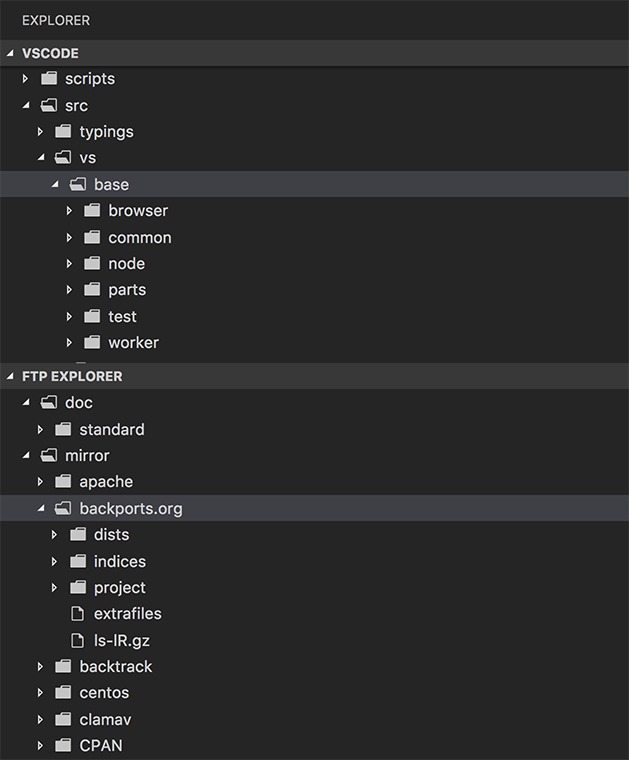 EXPLORER
VSCODE
scripts
src
typings
vs
base
browser
common
node
parts
test
worker
FTP EXPLORER
doc
standard
mirror
apache
backports.org
dists
indices
project
extrafiles
ls-lR.gz
backtrack
centos
clamav
CPAN